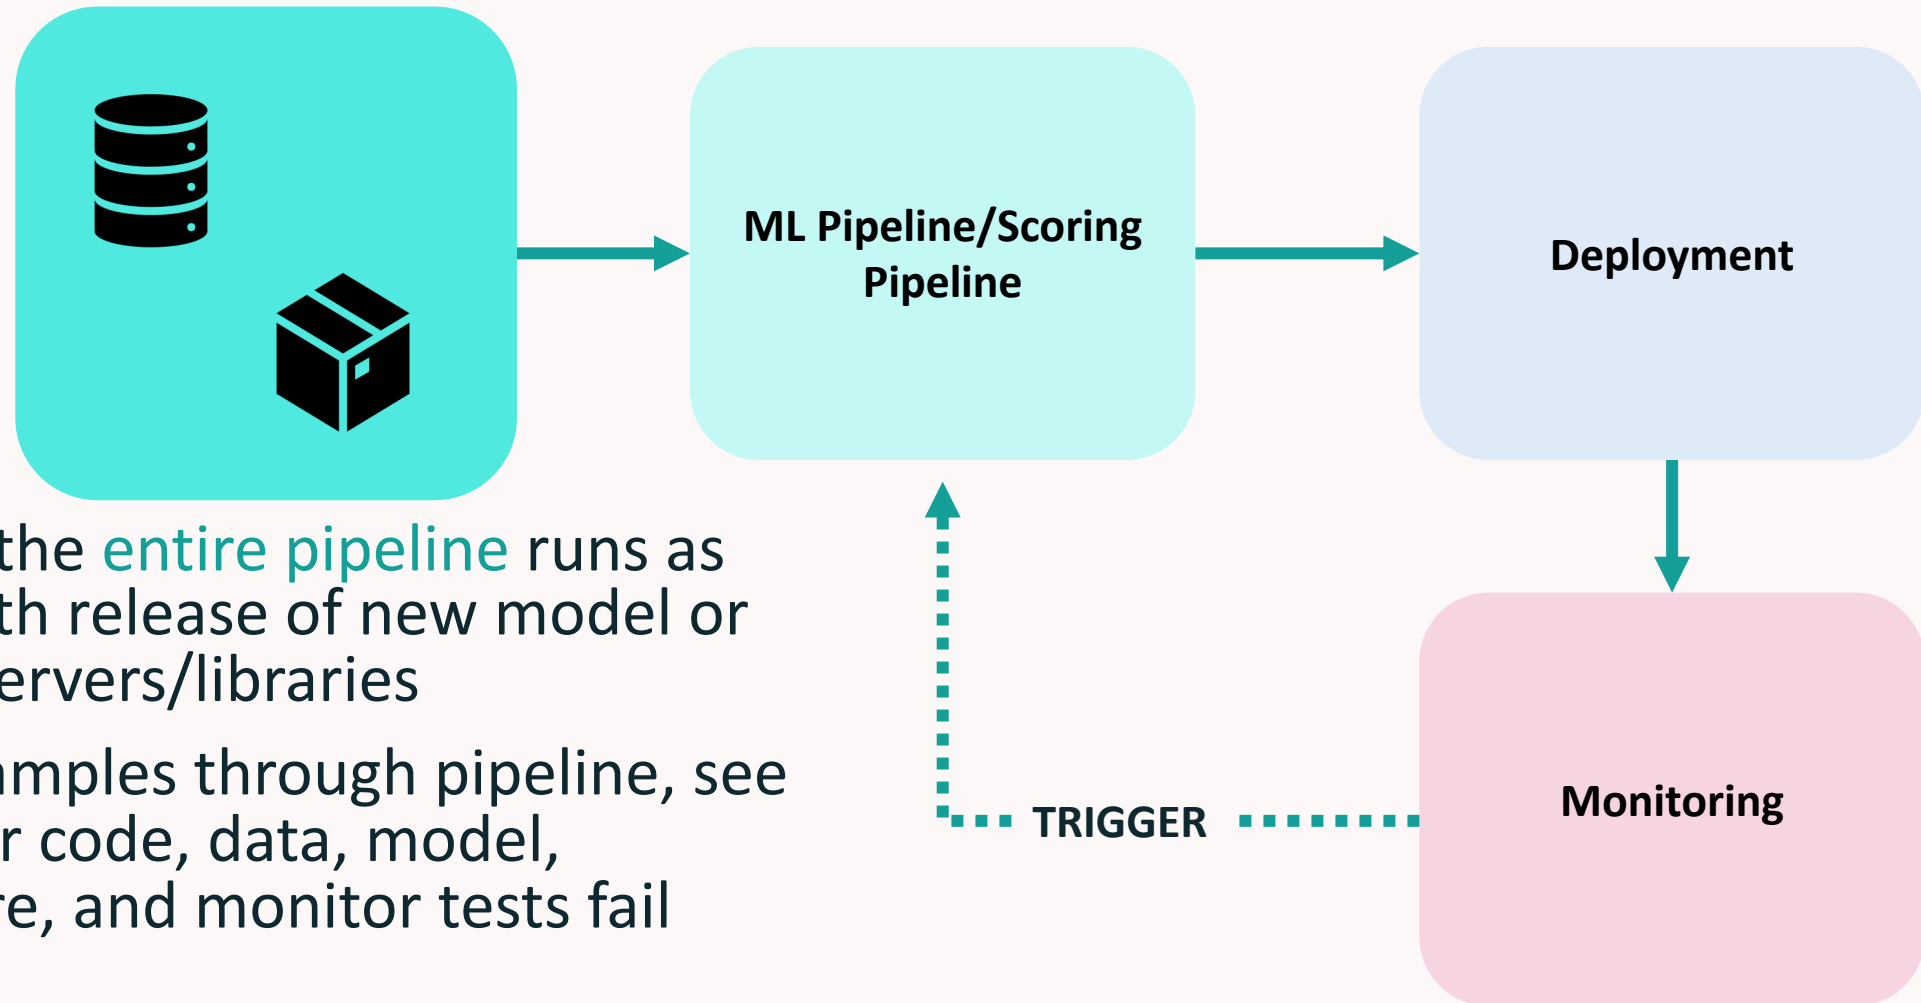 ML Pipeline/Scoring
Pipeline
Deployment
the entire pipeline runs as
th release of new model or
ervers/libraries
amples through pipeline, see
r code, data, model,
re, and monitor tests fail
TRIGGER
Monitoring